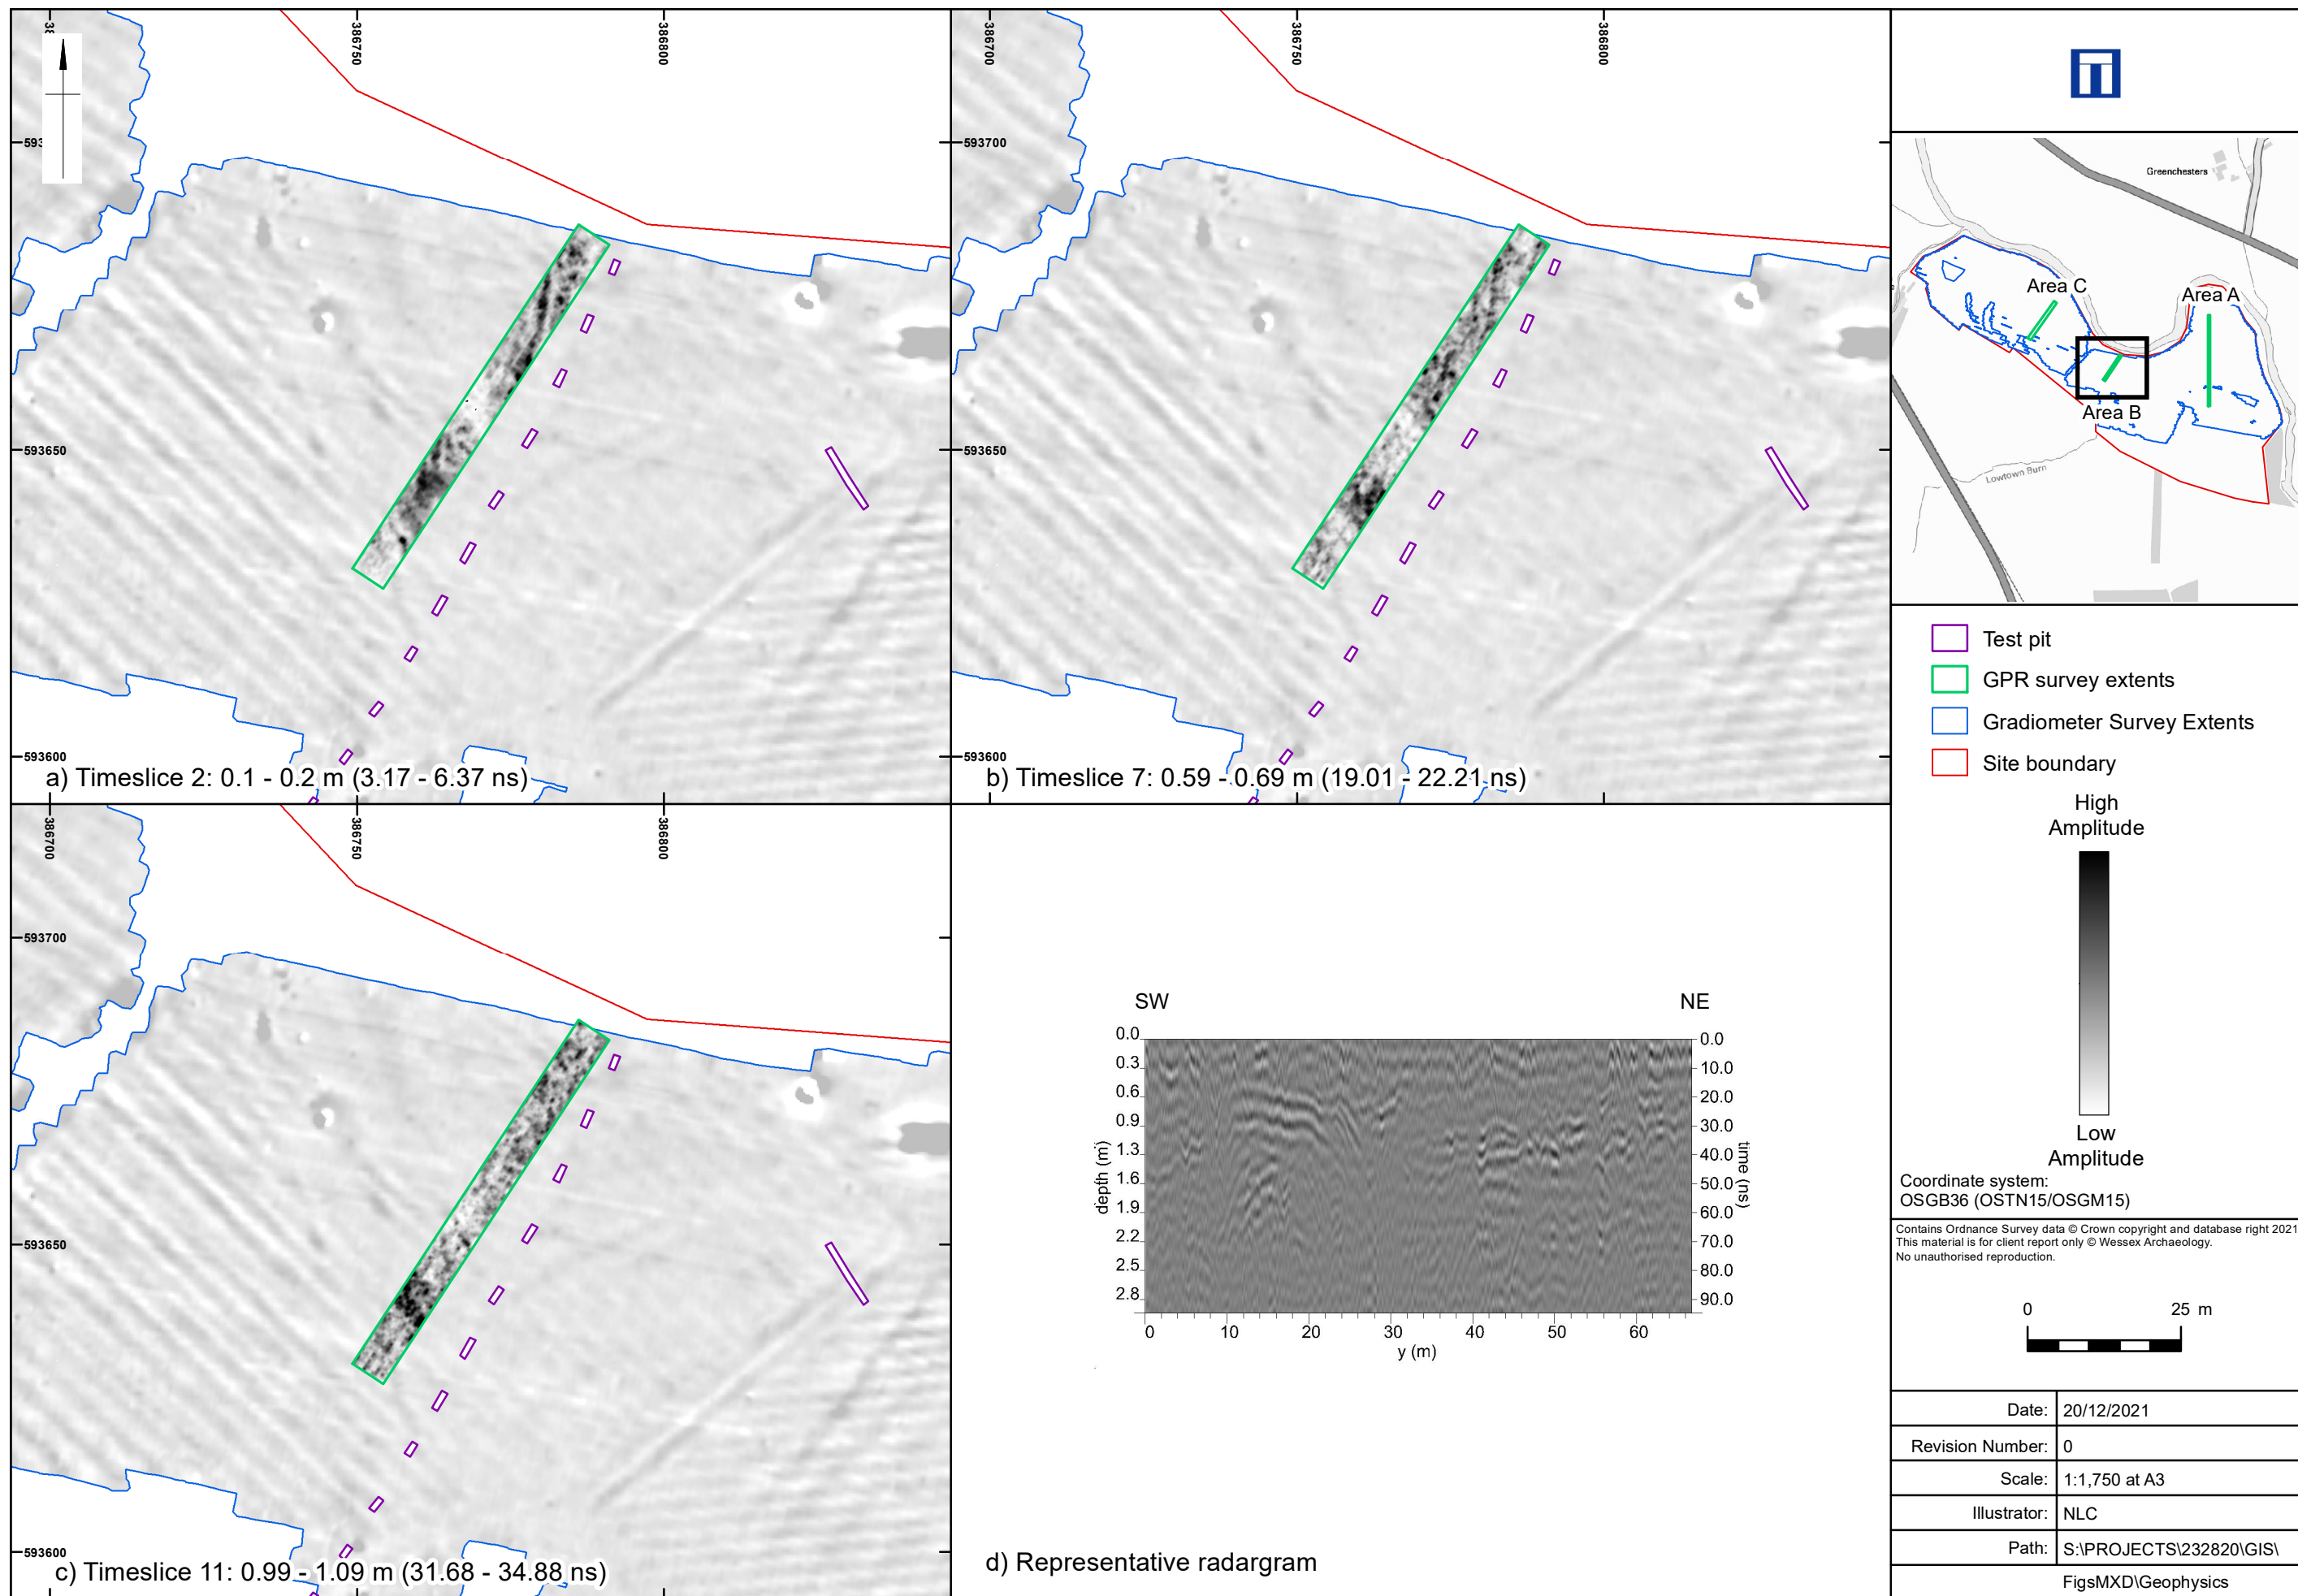 386750
386800
593
593650
593600
a) Timeslice 2: 0.1 - 0.2 m (3.17 - 6.37 ns)
386700
386750
386800
593700
593650
593600
b) Timeslice 7: 0.59 - 0.69 m (19.01 - 22.21 ns)
386700
386750
386800
593700
593650
593600
c) Timeslice 11: 0.99 - 1.09 m (31.68 - 34.88 ns)
SW
NE
0.0
0.3
0.6
0.9
1.3
1.6
1.9
2.2
2.5
2.8
depth (m)
0.0
10.0
20.0
30.0
40.0
50.0
60.0
70.0
80.0
90.0
time (ns)
0 10 20 30 40 50 60
y (m)
d) Representative radargram
Greenchesters
Area C
Area A
Area B
Lowtown Burn
Test pit
GPR survey extents
Gradiometer Survey Extents
Site boundary
High
Amplitude
Low
Amplitude
Coordinate system:
OSGB36 (OSTN15/OSGM15)
Contains Ordnance Survey data © Crown copyright and database right 2021
This material is for client report only © Wessex Archaeology.
No unauthorised reproduction.
0 25 m
Date: 20/12/2021
Revision Number: 0
Scale: 1:1,750 at A3
Illustrator: NLC
Path: S:\PROJECTS\232820\GIS\
FigsMXD\Geophysics